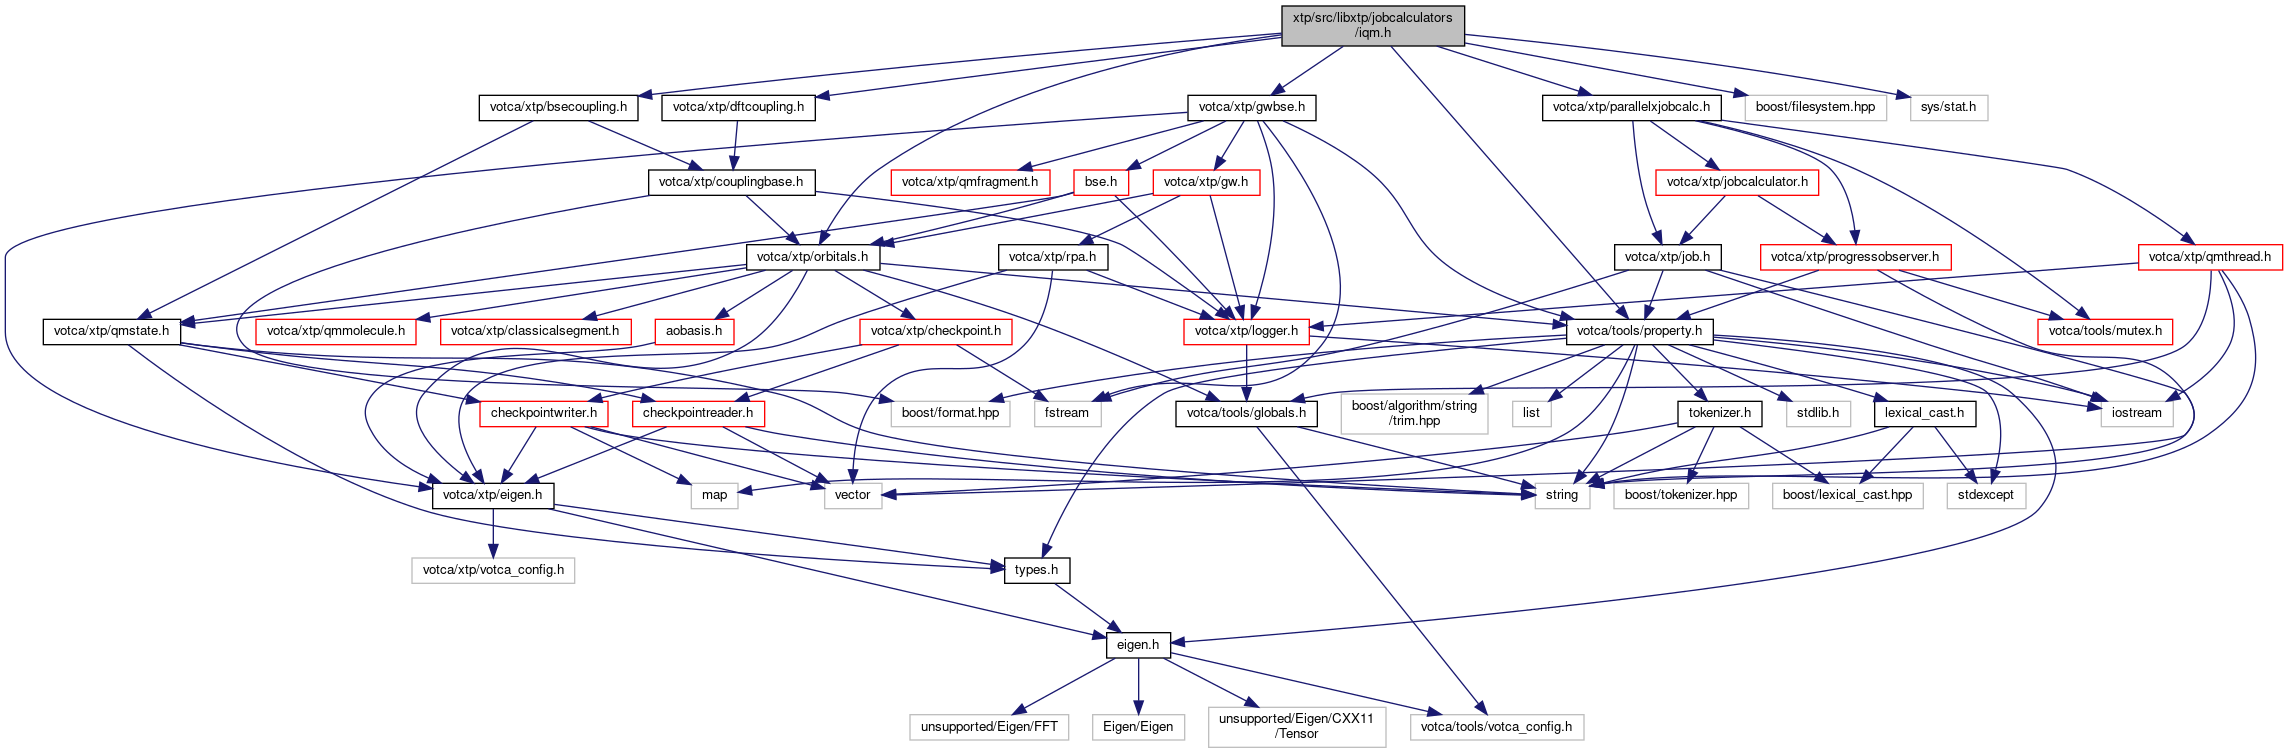 xtp/src/libxtp/jobcalculators
/iqm.h
votca/xtp/bsecoupling.h
votca/xtp/dftcoupling.h
votca/xtp/gwbse.h
votca/xtp/parallelxjobcalc.h
boost/filesystem.hpp
sys/stat.h
votca/xtp/couplingbase.h
votca/xtp/qmfragment.h
bse.h
votca/xtp/gw.h
votca/xtp/jobcalculator.h
votca/xtp/orbitals.h
votca/xtp/rpa.h
votca/xtp/job.h
votca/xtp/progressobserver.h
votca/xtp/qmthread.h
votca/xtp/qmstate.h
votca/xtp/qmmolecule.h
votca/xtp/classicalsegment.h
aobasis.h
votca/xtp/checkpoint.h
votca/xtp/logger.h
votca/tools/property.h
votca/tools/mutex.h
checkpointwriter.h
checkpointreader.h
boost/format.hpp
fstream
votca/tools/globals.h
boost/algorithm/string
/trim.hpp
list
tokenizer.h
stdlib.h
lexical_cast.h
iostream
votca/xtp/eigen.h
map
vector
string
boost/tokenizer.hpp
boost/lexical_cast.hpp
stdexcept
votca/xtp/votca_config.h
types.h
eigen.h
unsupported/Eigen/FFT
Eigen/Eigen
unsupported/Eigen/CXX11
/Tensor
votca/tools/votca_config.h